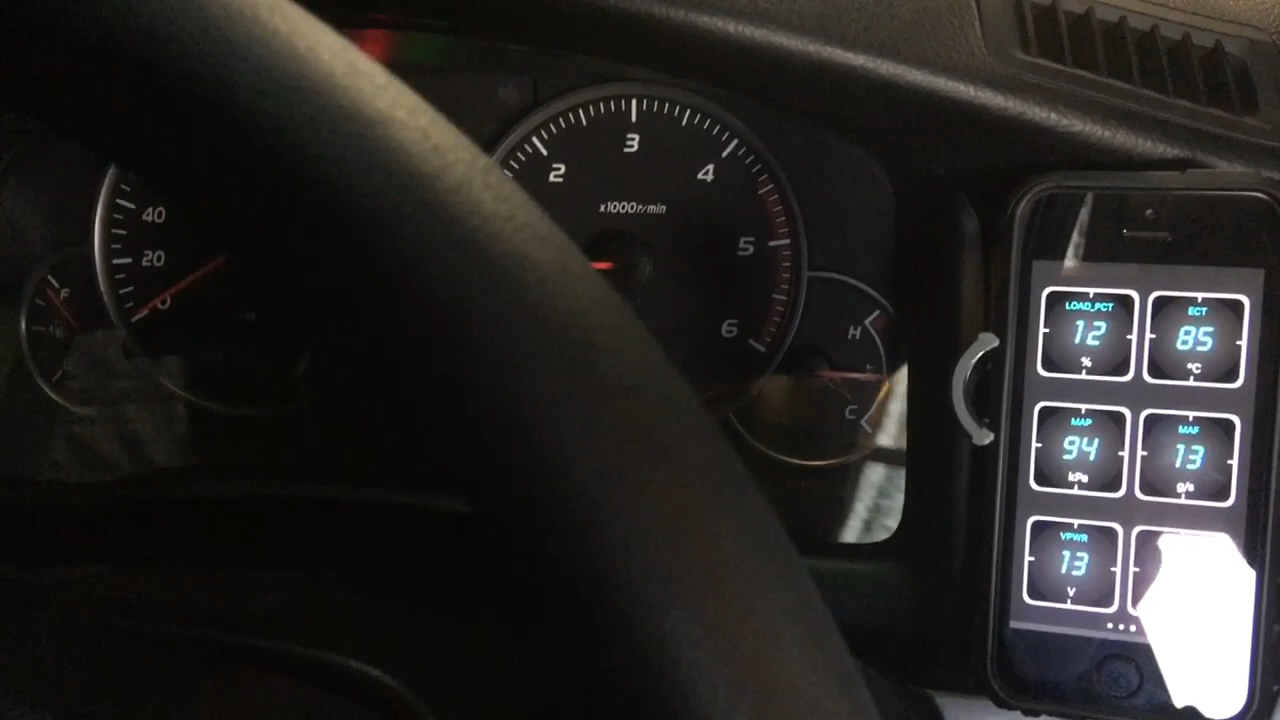 F
40
20
0
2
3
4
x1000r/min
5
6
H
C
LOAD_PCT
12
%
ECT
85
°C
MAP
94
kPa
MAF
13
g/s
VPWR
13
V